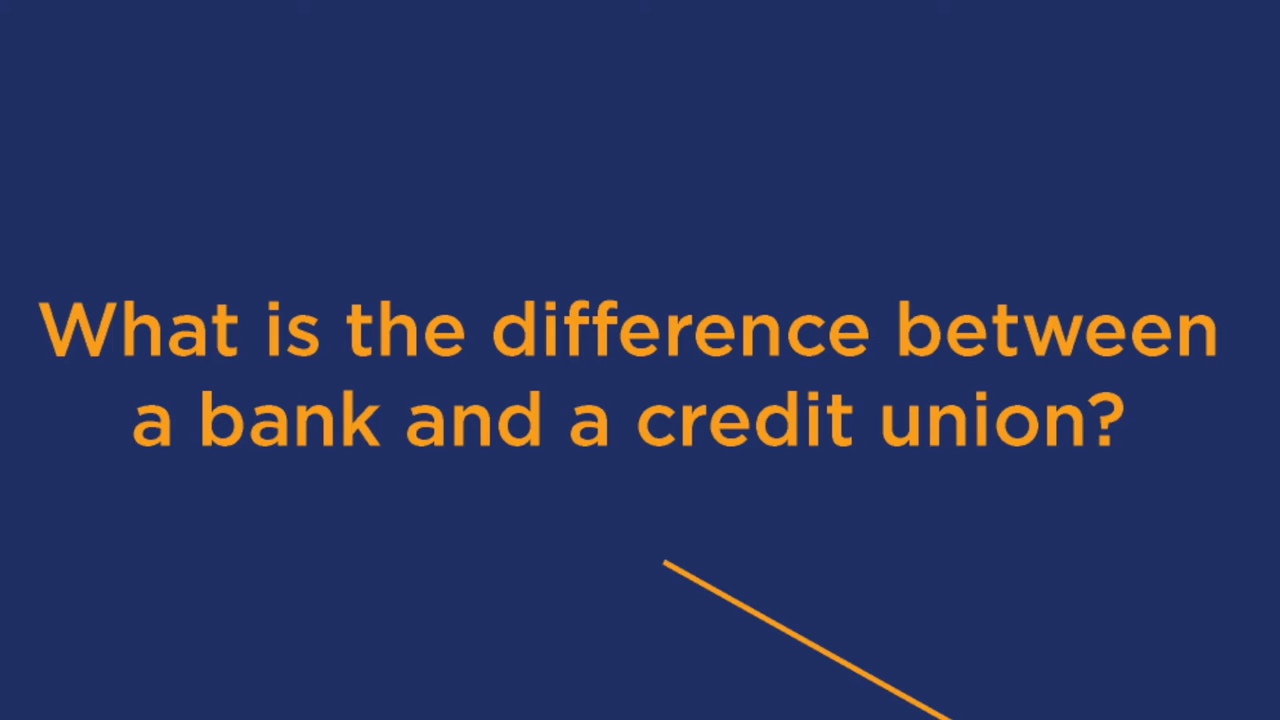 What is the difference between
a bank and a credit union?